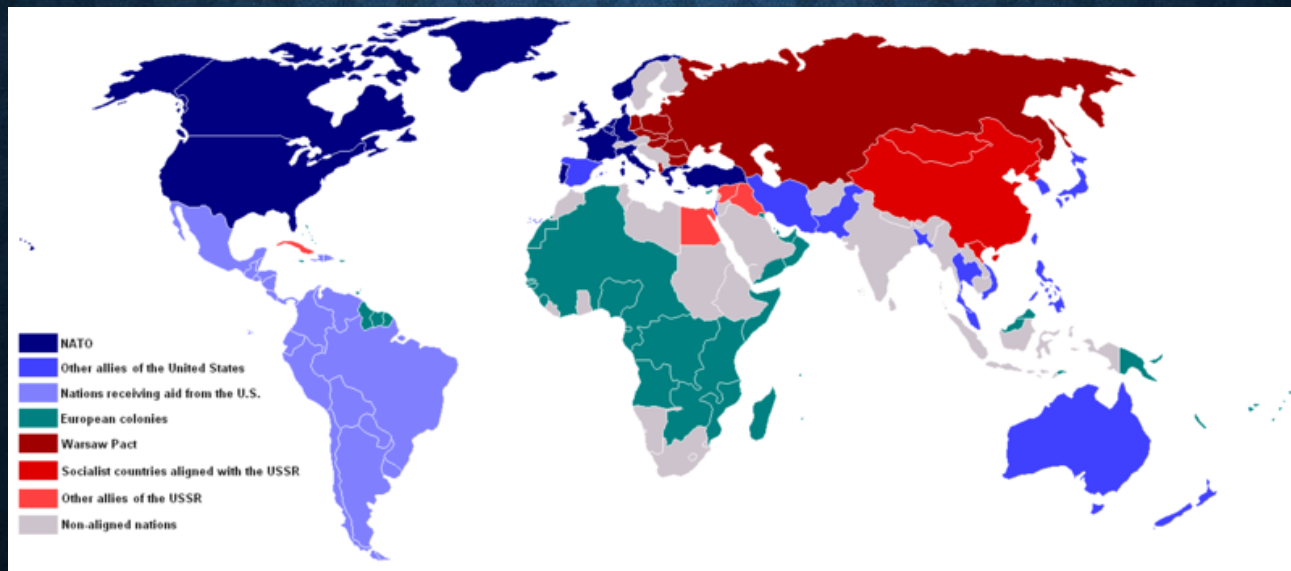 NATO
Other allies of the United States
Nations receiving aid from the U.S.
European colonies
Warsaw Pact
Socialist countries aligned with the USSR
Other allies of the USSR
Non-aligned nations